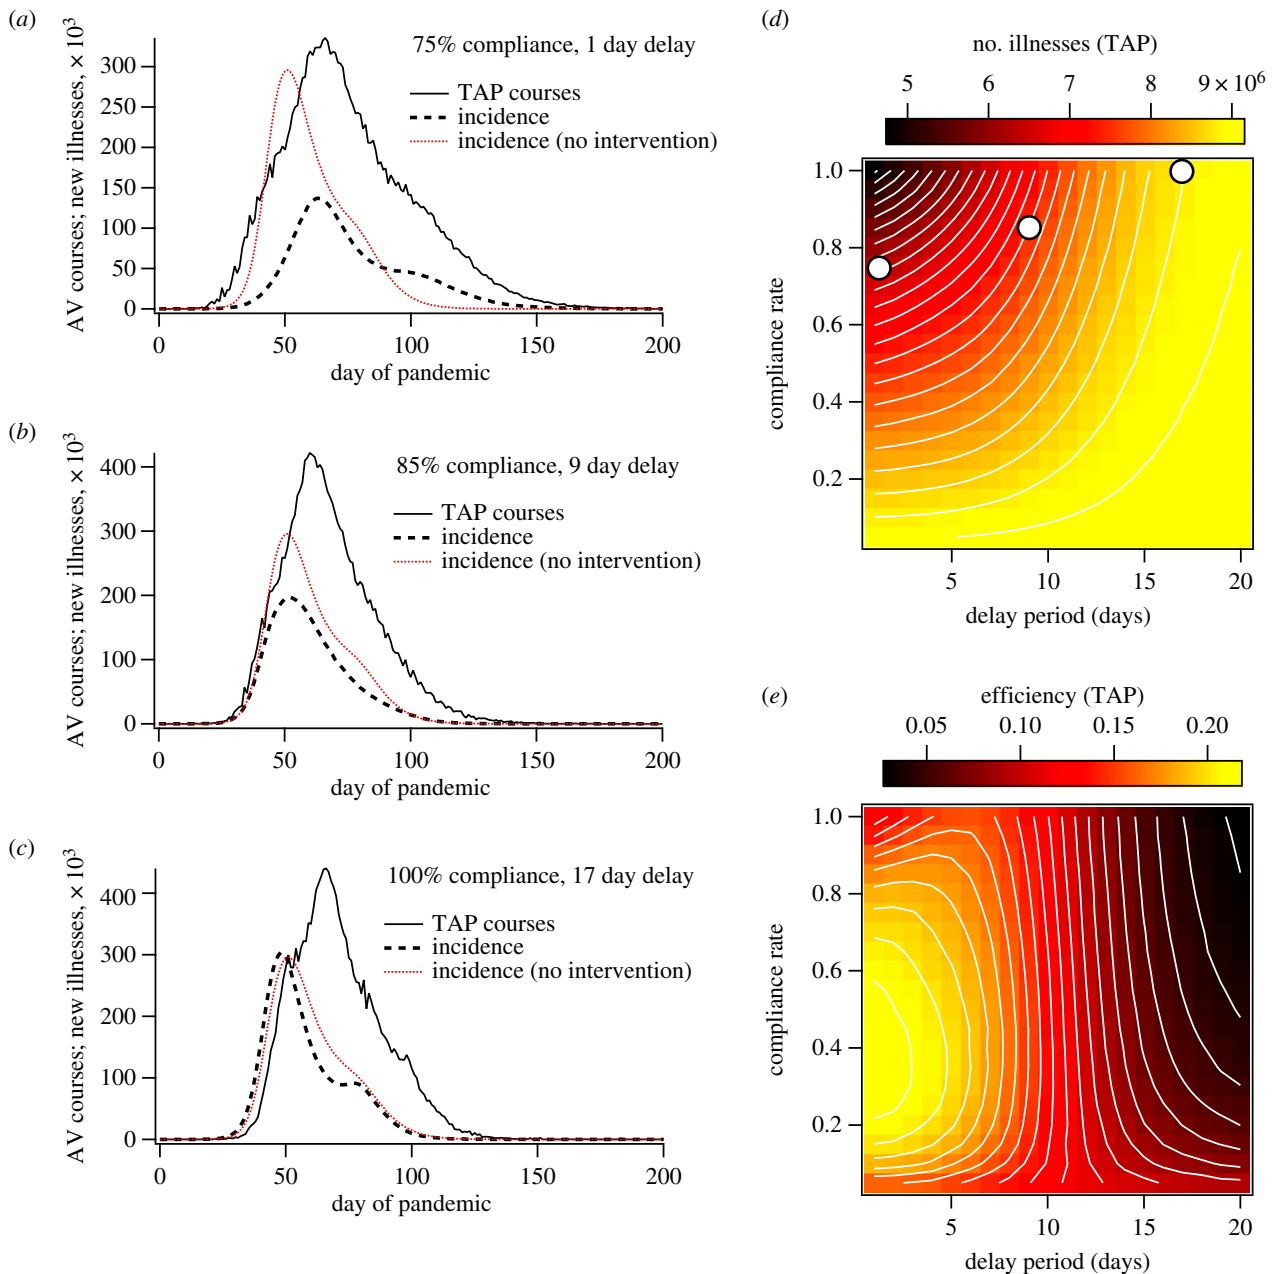 (a)
AV courses; new illnesses, × 10³
300
250
200
150
100
50
0
75% compliance, 1 day delay
TAP courses
incidence
incidence (no intervention)
0 50 100 150 200
day of pandemic
(b)
AV courses; new illnesses, × 10³
400
300
200
100
0
85% compliance, 9 day delay
TAP courses
incidence
incidence (no intervention)
0 50 100 150 200
day of pandemic
(c)
AV courses; new illnesses, × 10³
400
300
200
100
0
100% compliance, 17 day delay
TAP courses
incidence
incidence (no intervention)
0 50 100 150 200
day of pandemic
(d)
no. illnesses (TAP)
5 6 7 8 9 × 10⁶
compliance rate
1.0
0.8
0.6
0.4
0.2
5 10 15 20
delay period (days)
(e)
efficiency (TAP)
0.05 0.10 0.15 0.20
compliance rate
1.0
0.8
0.6
0.4
0.2
5 10 15 20
delay period (days)